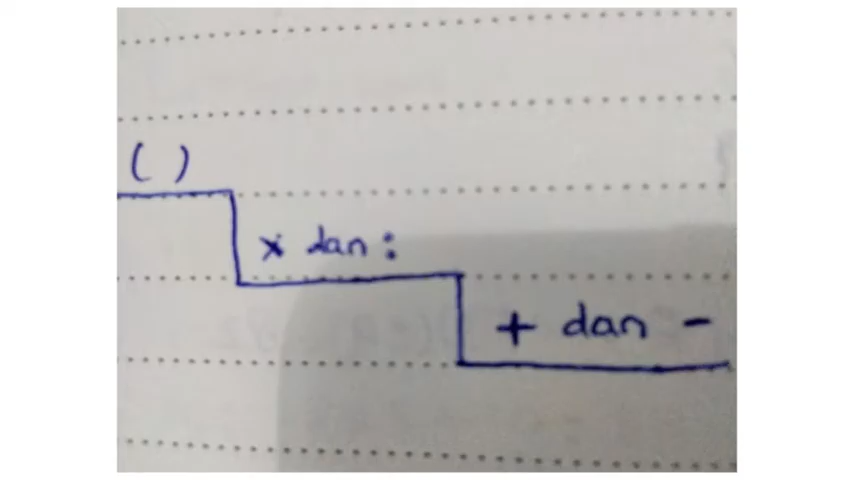 ( )
× dan :
+ dan -